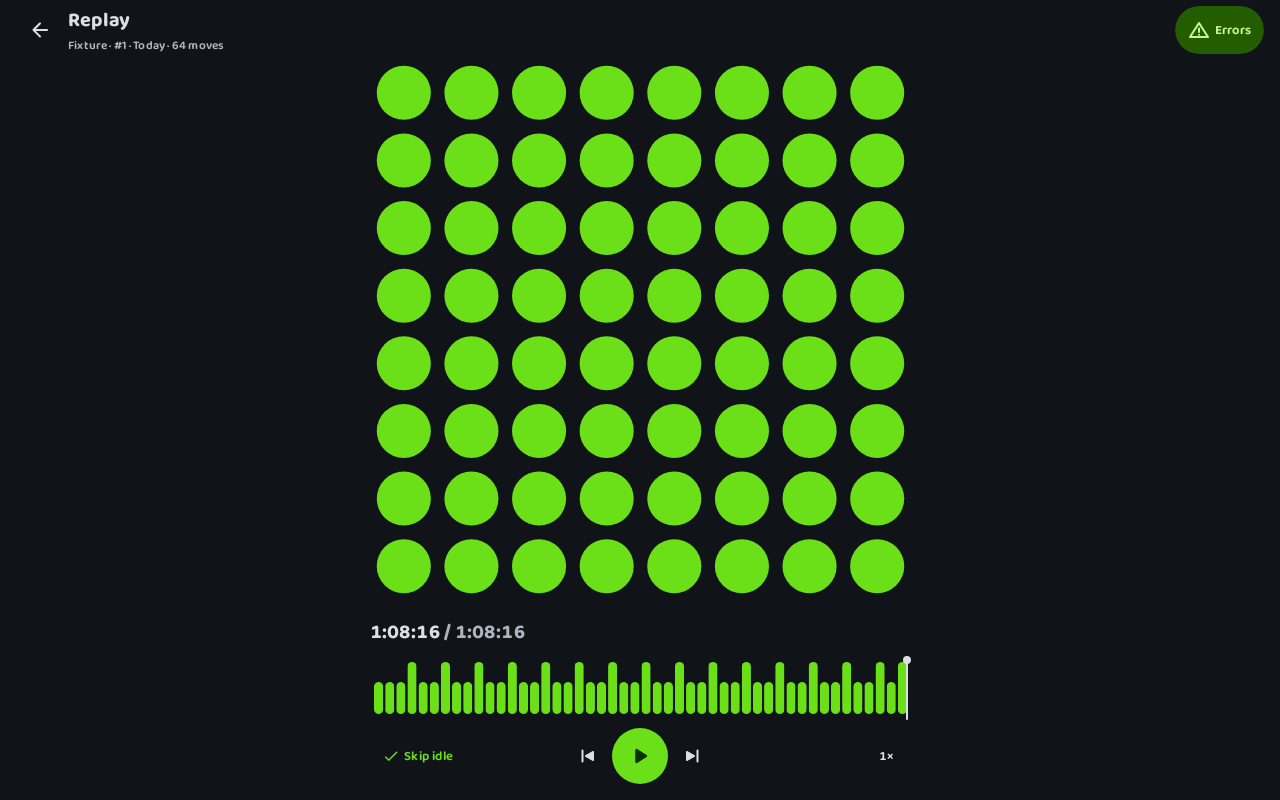 Replay
Fixture · #1 · Today · 64 moves
Errors
1:08:16 / 1:08:16
Skip idle
1×